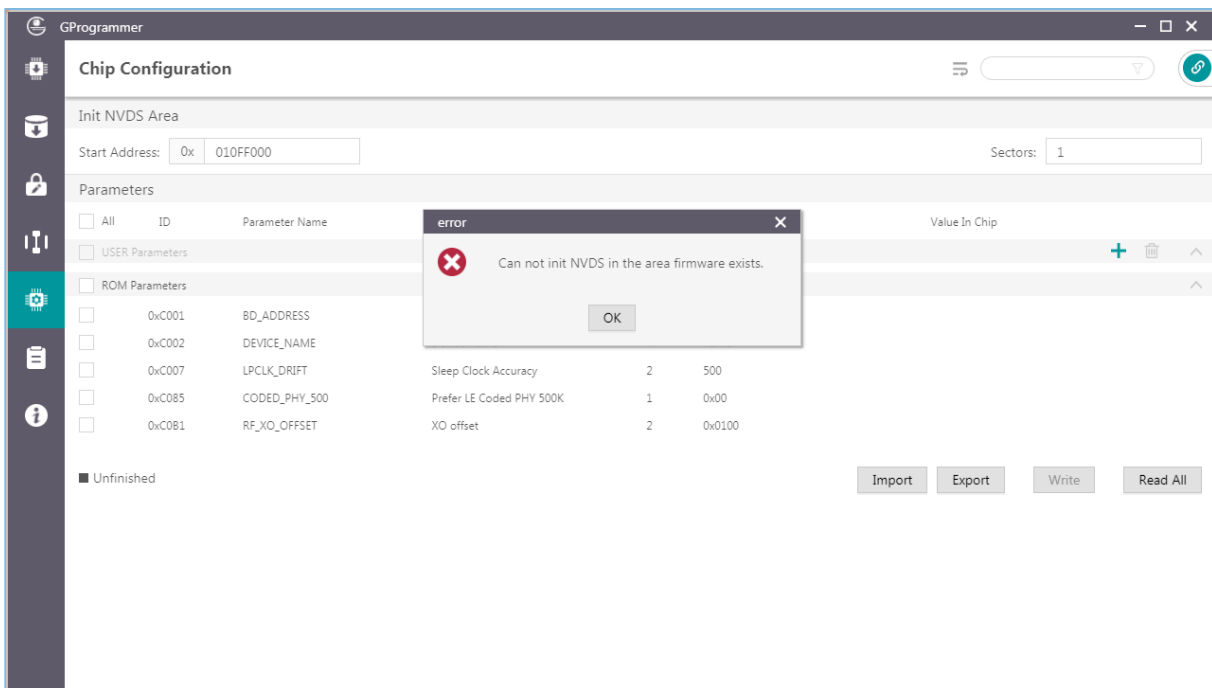 GProgrammer
Chip Configuration
Init NVDS Area
Start Address: 0x 010FF000 Sectors: 1
Parameters
All ID Parameter Name Value In Chip
USER Parameters
ROM Parameters
error
Can not init NVDS in the area firmware exists.
OK
0xC001 BD_ADDRESS
0xC002 DEVICE_NAME
0xC007 LPCLK_DRIFT Sleep Clock Accuracy 2 500
0xC085 CODED_PHY_500 Prefer LE Coded PHY 500K 1 0x00
0xC0B1 RF_XO_OFFSET XO offset 2 0x0100
Unfinished Import Export Write Read All